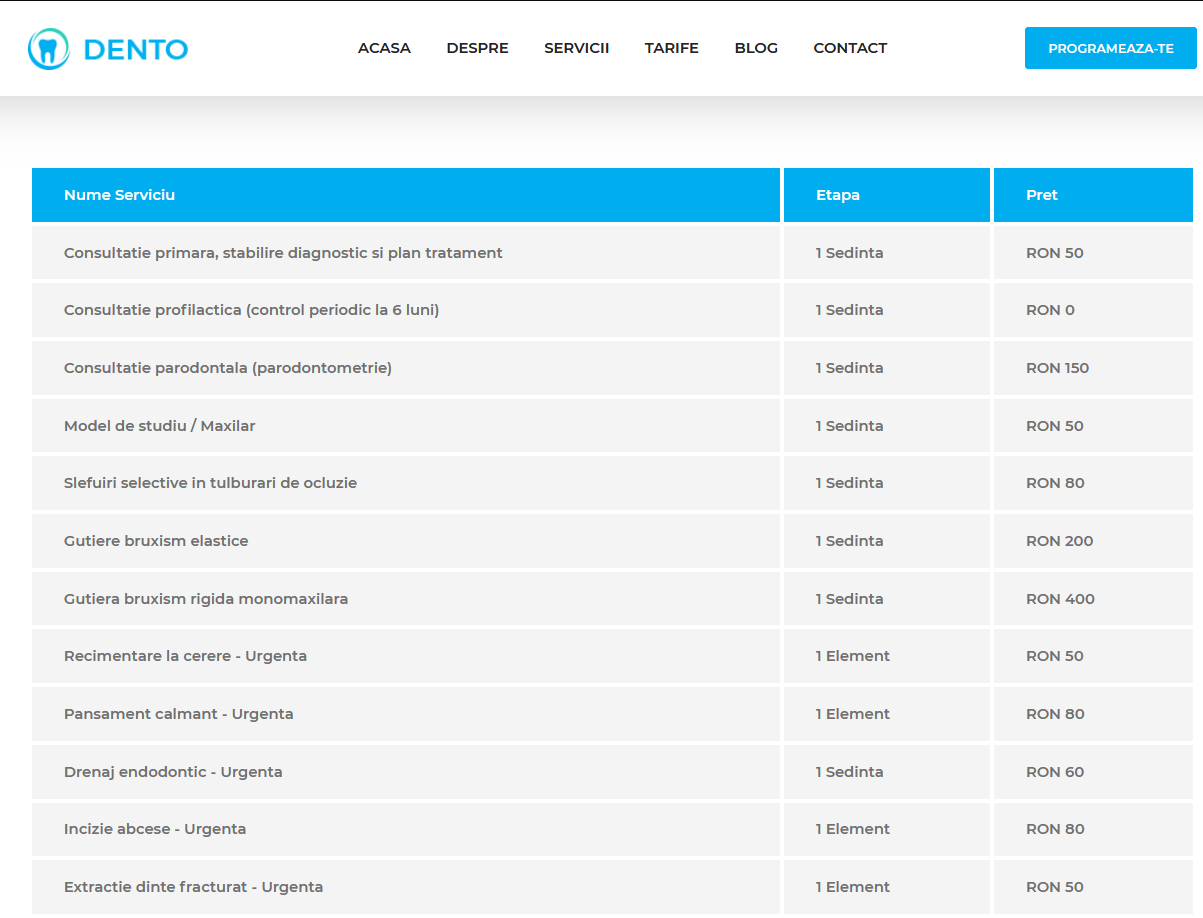 DENTO ACASA DESPRE SERVICII TARIFE BLOG CONTACT PROGRAMEAZA-TE
Nume Serviciu Etapa Pret
Consultatie primara, stabilire diagnostic si plan tratament 1 Sedinta RON 50
Consultatie profilactica (control periodic la 6 luni) 1 Sedinta RON 0
Consultatie parodontala (parodontometrie) 1 Sedinta RON 150
Model de studiu / Maxilar 1 Sedinta RON 50
Slefuiri selective in tulburari de ocluzie 1 Sedinta RON 80
Gutiere bruxism elastice 1 Sedinta RON 200
Gutiera bruxism rigida monomaxilara 1 Sedinta RON 400
Recimentare la cerere - Urgenta 1 Element RON 50
Pansament calmant - Urgenta 1 Element RON 80
Drenaj endodontic - Urgenta 1 Sedinta RON 60
Incizie abcese - Urgenta 1 Element RON 80
Extractie dinte fracturat - Urgenta 1 Element RON 50